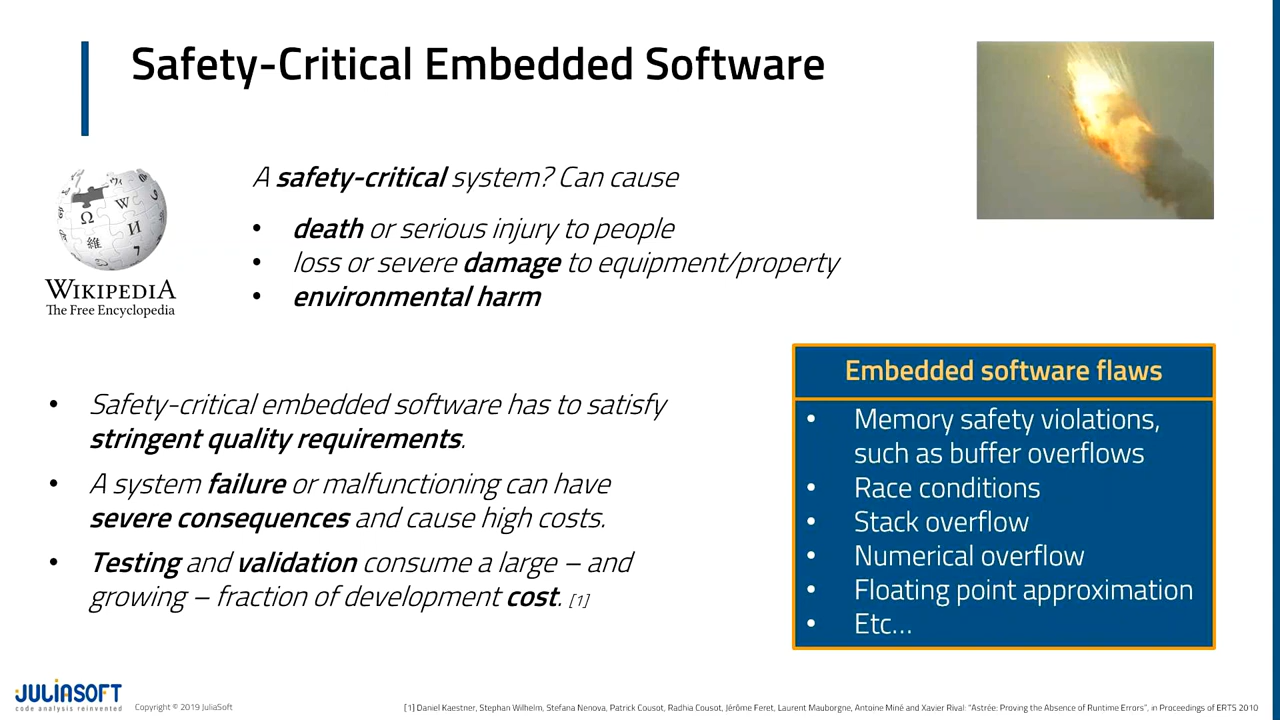 Safety-Critical Embedded Software
WIKIPEDIA
The Free Encyclopedia
A safety-critical system? Can cause
• death or serious injury to people
• loss or severe damage to equipment/property
• environmental harm
• Safety-critical embedded software has to satisfy
stringent quality requirements.
• A system failure or malfunctioning can have
severe consequences and cause high costs.
• Testing and validation consume a large – and
growing – fraction of development cost. [1]
Embedded software flaws
• Memory safety violations,
such as buffer overflows
• Race conditions
• Stack overflow
• Numerical overflow
• Floating point approximation
• Etc...
JULIASOFT
code analysis reinvented
Copyright © 2019 JuliaSoft
[1] Daniel Kaestner, Stephan Wilhelm, Stefana Nenova, Patrick Cousot, Radhia Cousot, Jérôme Feret, Laurent Mauborgne, Antoine Miné and Xavier Rival: "Astrée: Proving the Absence of Runtime Errors", in Proceedings of ERTS 2010